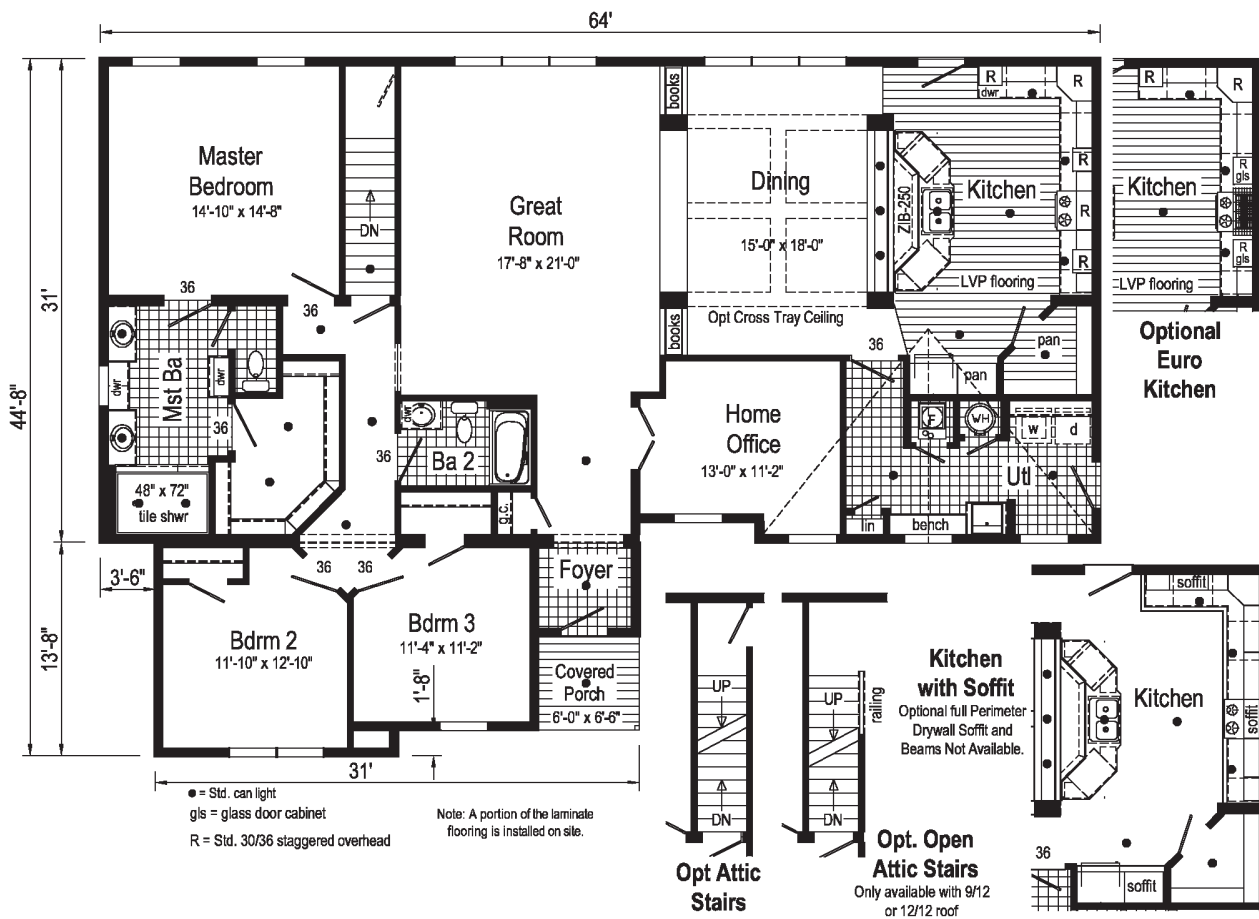 64'
31'
44'-8"
13'-8"
3'-6"
31'
1'-8"
Master
Bedroom
14'-10" x 14'-8"
DN
Great
Room
17'-8" x 21'-0"
books
books
Dining
15'-0" x 18'-0"
Opt Cross Tray Ceiling
ZIB-250
Kitchen
LVP flooring
R
dwr
R
R
R
R
pan
pan
36
36
dwr
Mst Ba
dwr
36
48" x 72"
tile shwr
36
dwr
Ba 2
g.c.
Home
Office
13'-0" x 11'-2"
36
F
WH
w
d
Utl
lin
bench
36
36
Foyer
Bdrm 2
11'-10" x 12'-10"
Bdrm 3
11'-4" x 11'-2"
Covered
Porch
6'-0" x 6'-6"
R
R
R
gls
R
gls
Kitchen
LVP flooring
Optional
Euro
Kitchen
UP
DN
Opt Attic
Stairs
UP
railing
DN
Opt. Open
Attic Stairs
Only available with 9/12
or 12/12 roof
Kitchen
with Soffit
Optional full Perimeter
Drywall Soffit and
Beams Not Available.
soffit
Kitchen
soffit
36
soffit
● = Std. can light
gls = glass door cabinet
R = Std. 30/36 staggered overhead
Note: A portion of the laminate
flooring is installed on site.